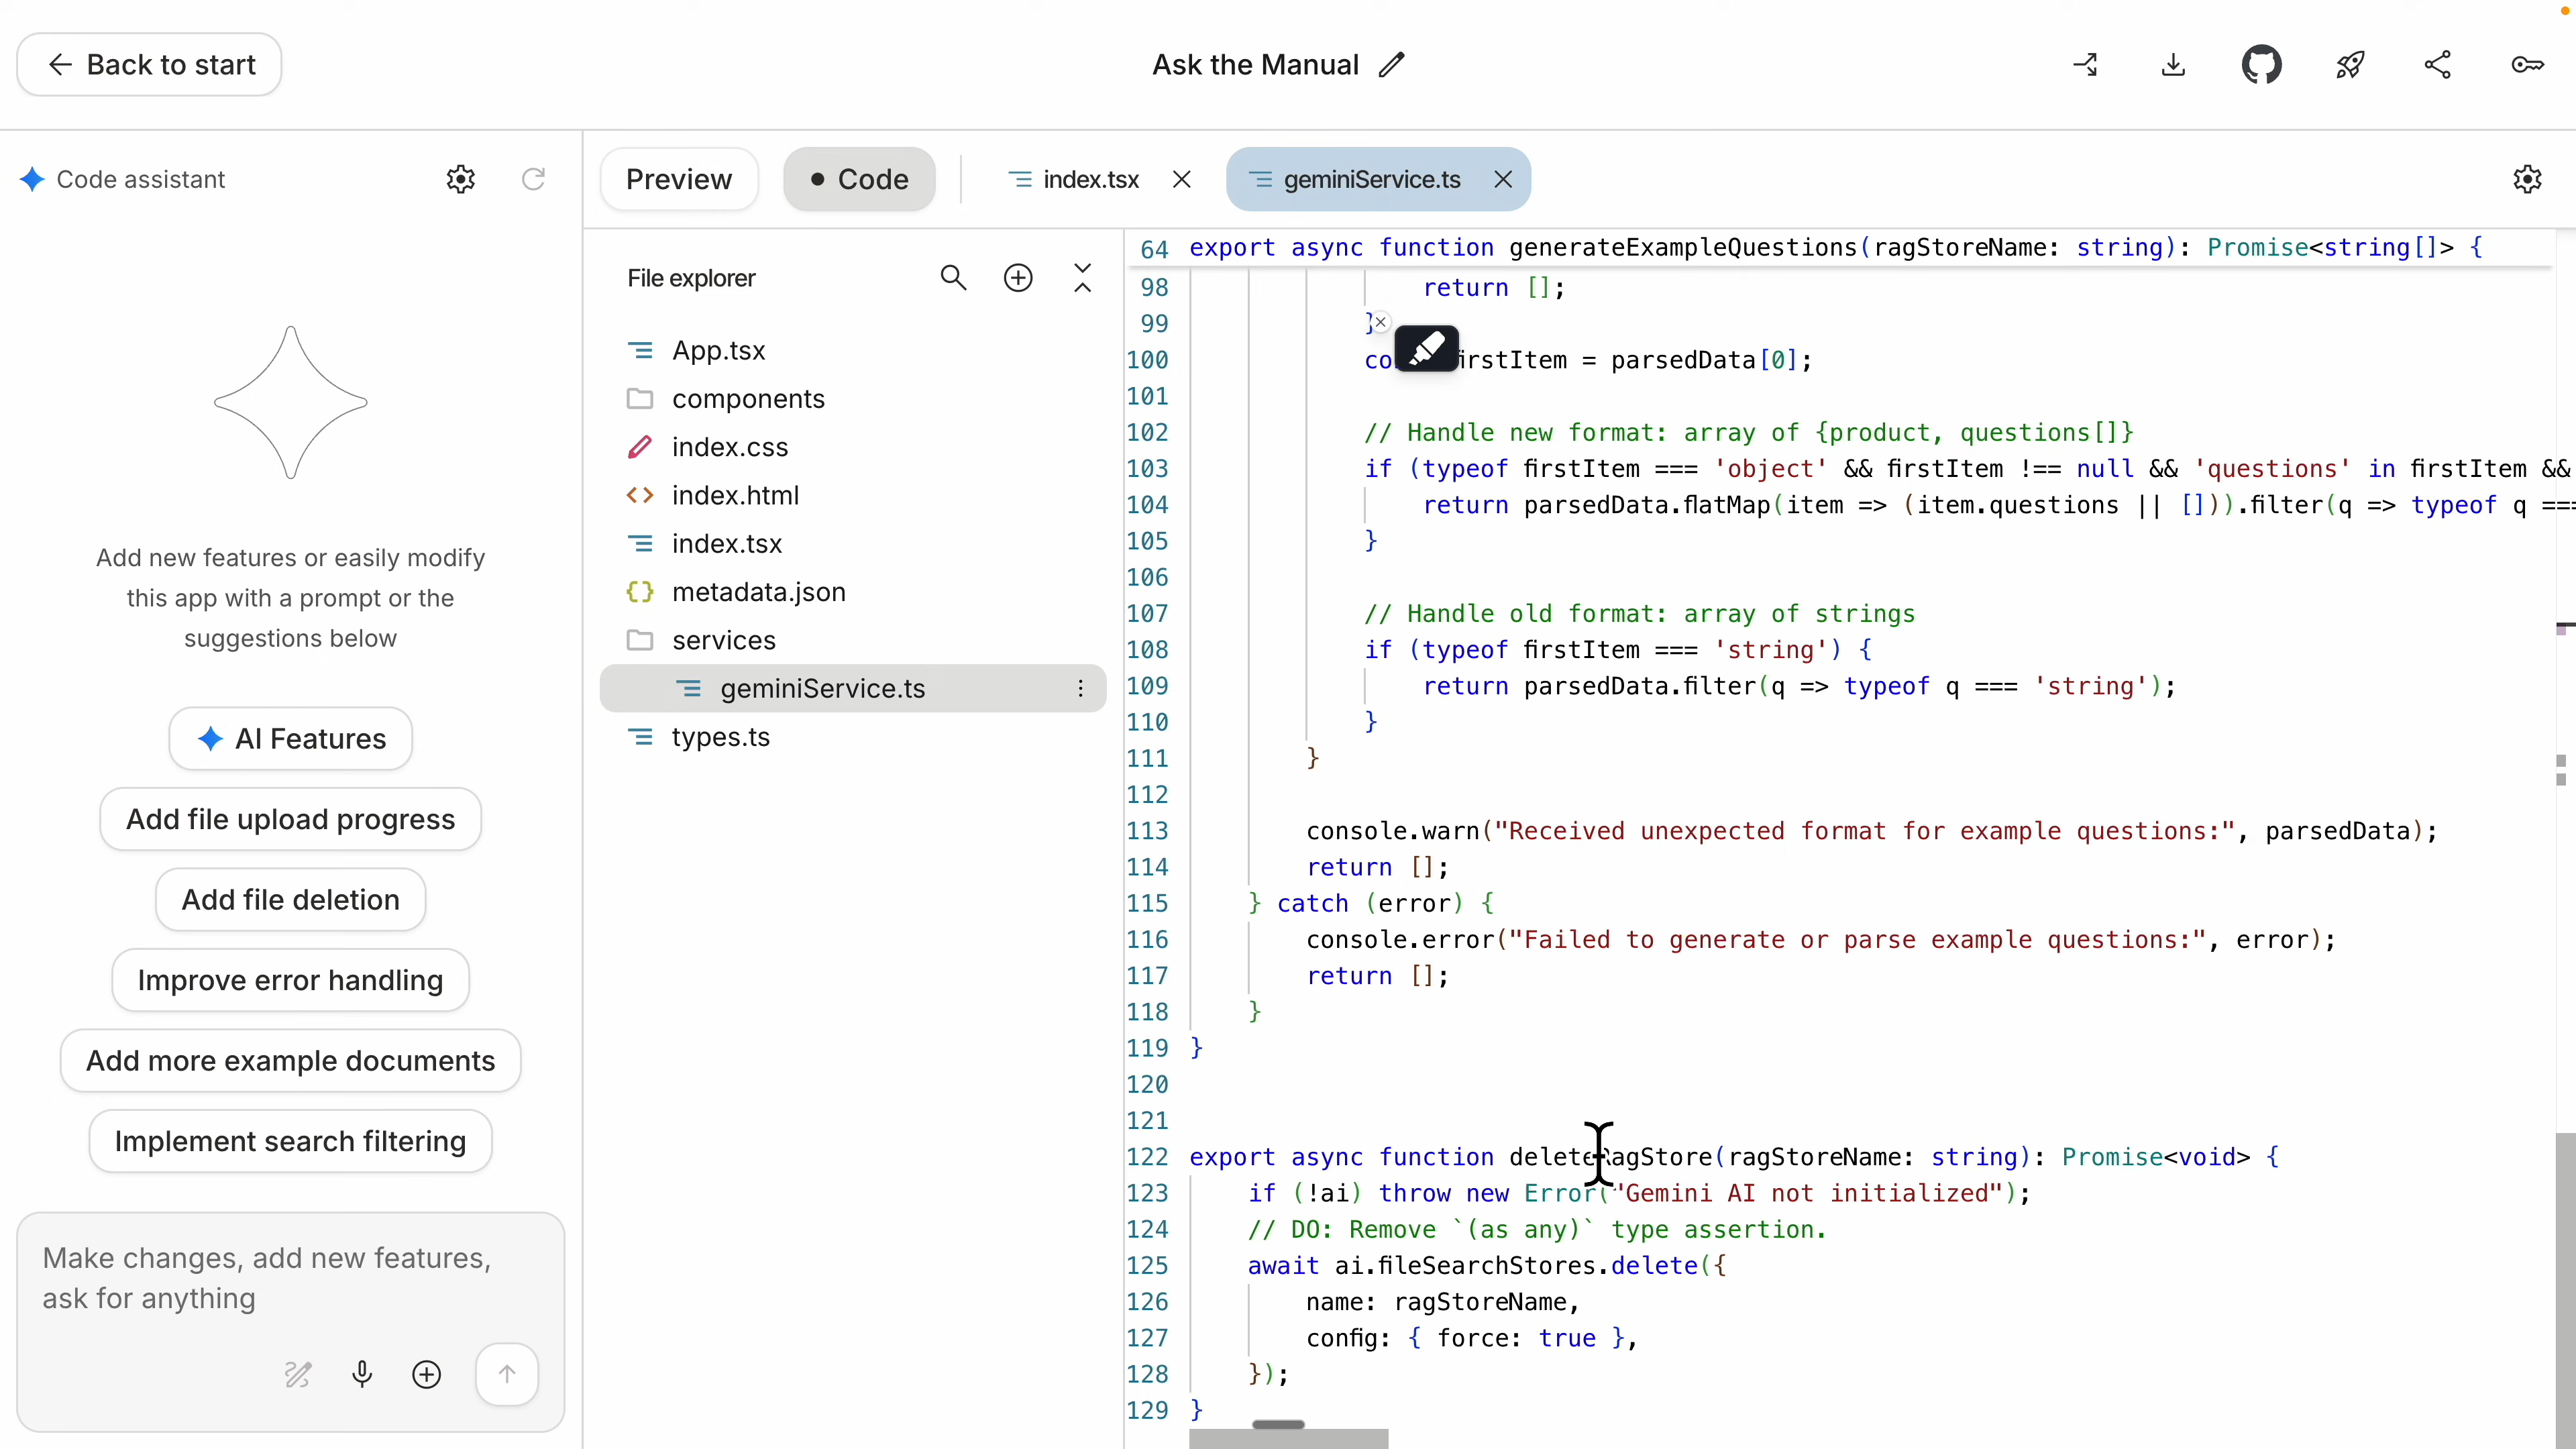 Back to start
Ask the Manual
Code assistant
Preview
Code
index.tsx
geminiService.ts
Add new features or easily modify
this app with a prompt or the
suggestions below
AI Features
Add file upload progress
Add file deletion
Improve error handling
Add more example documents
Implement search filtering
Make changes, add new features,
ask for anything
File explorer
App.tsx
components
index.css
index.html
index.tsx
metadata.json
services
geminiService.ts
types.ts
64 export async function generateExampleQuestions(ragStoreName: string): Promise<string[]> {
98 return [];
99 }
100 firstItem = parsedData[0];
101
102 // Handle new format: array of {product, questions[]}
103 if (typeof firstItem === 'object' && firstItem !== null && 'questions' in firstItem &&
104 return parsedData.flatMap(item => (item.questions || [])).filter(q => typeof q ===
105 }
106
107 // Handle old format: array of strings
108 if (typeof firstItem === 'string') {
109 return parsedData.filter(q => typeof q === 'string');
110 }
111 }
112
113 console.warn("Received unexpected format for example questions:", parsedData);
114 return [];
115 } catch (error) {
116 console.error("Failed to generate or parse example questions:", error);
117 return [];
118 }
119 }
120
121
122 export async function deleteRagStore(ragStoreName: string): Promise<void> {
123 if (!ai) throw new Error("Gemini AI not initialized");
124 // DO: Remove `(as any)` type assertion.
125 await ai.fileSearchStores.delete({
126 name: ragStoreName,
127 config: { force: true },
128 });
129 }